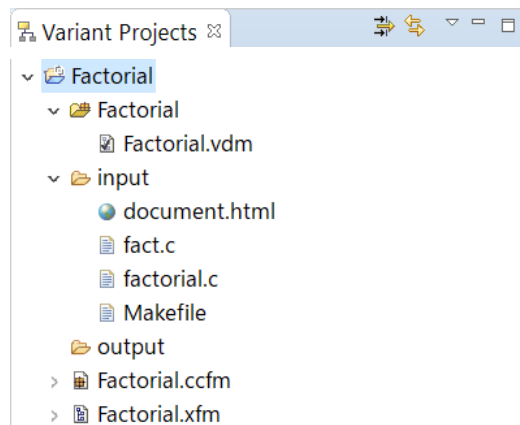 Variant Projects
Factorial
Factorial
Factorial.vdm
input
document.html
fact.c
factorial.c
Makefile
output
Factorial.ccfm
Factorial.xfm